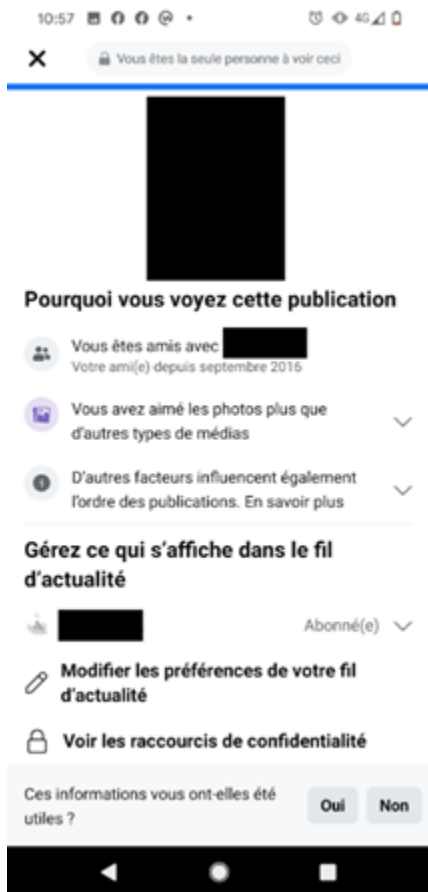 10:57
4G
Vous êtes la seule personne à voir ceci
Pourquoi vous voyez cette publication
Vous êtes amis avec
Votre ami(e) depuis septembre 2016
Vous avez aimé les photos plus que
d'autres types de médias
D'autres facteurs influencent également
l'ordre des publications. En savoir plus
Gérez ce qui s'affiche dans le fil
d'actualité
Abonné(e)
Modifier les préférences de votre fil
d'actualité
Voir les raccourcis de confidentialité
Ces informations vous ont-elles été
utiles ?
Oui
Non